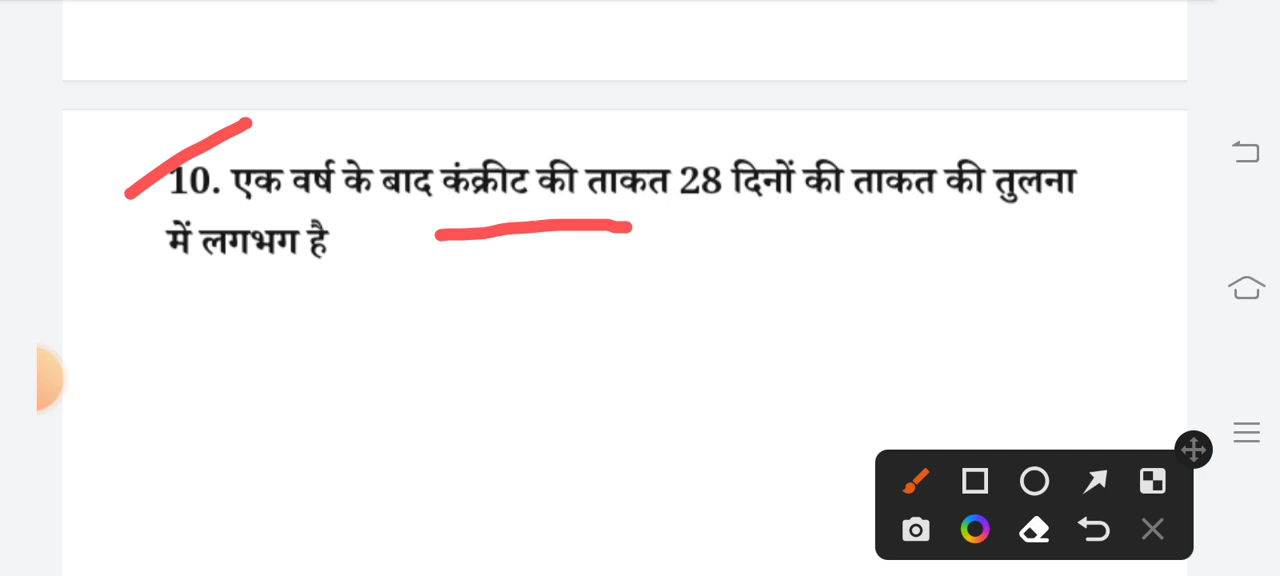 10. एक वर्ष के बाद कंक्रीट की ताकत 28 दिनों की ताकत की तुलना
में लगभग है